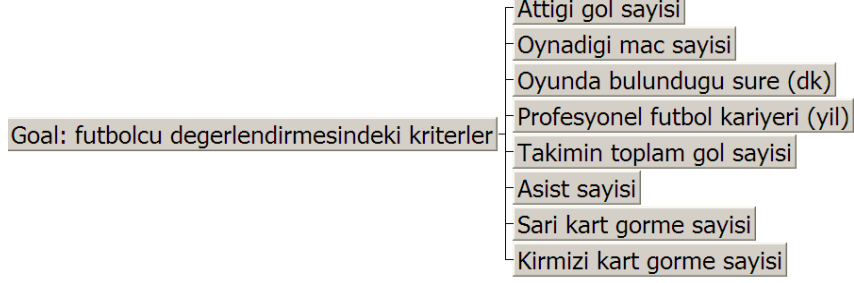 Attigi gol sayisi
Oynadigi mac sayisi
Oyunda bulundugu sure (dk)
Profesyonel futbol kariyeri (yil)
Goal: futbolcu degerlendirmesindeki kriterler
Takimin toplam gol sayisi
Asist sayisi
Sari kart gorme sayisi
Kirmizi kart gorme sayisi